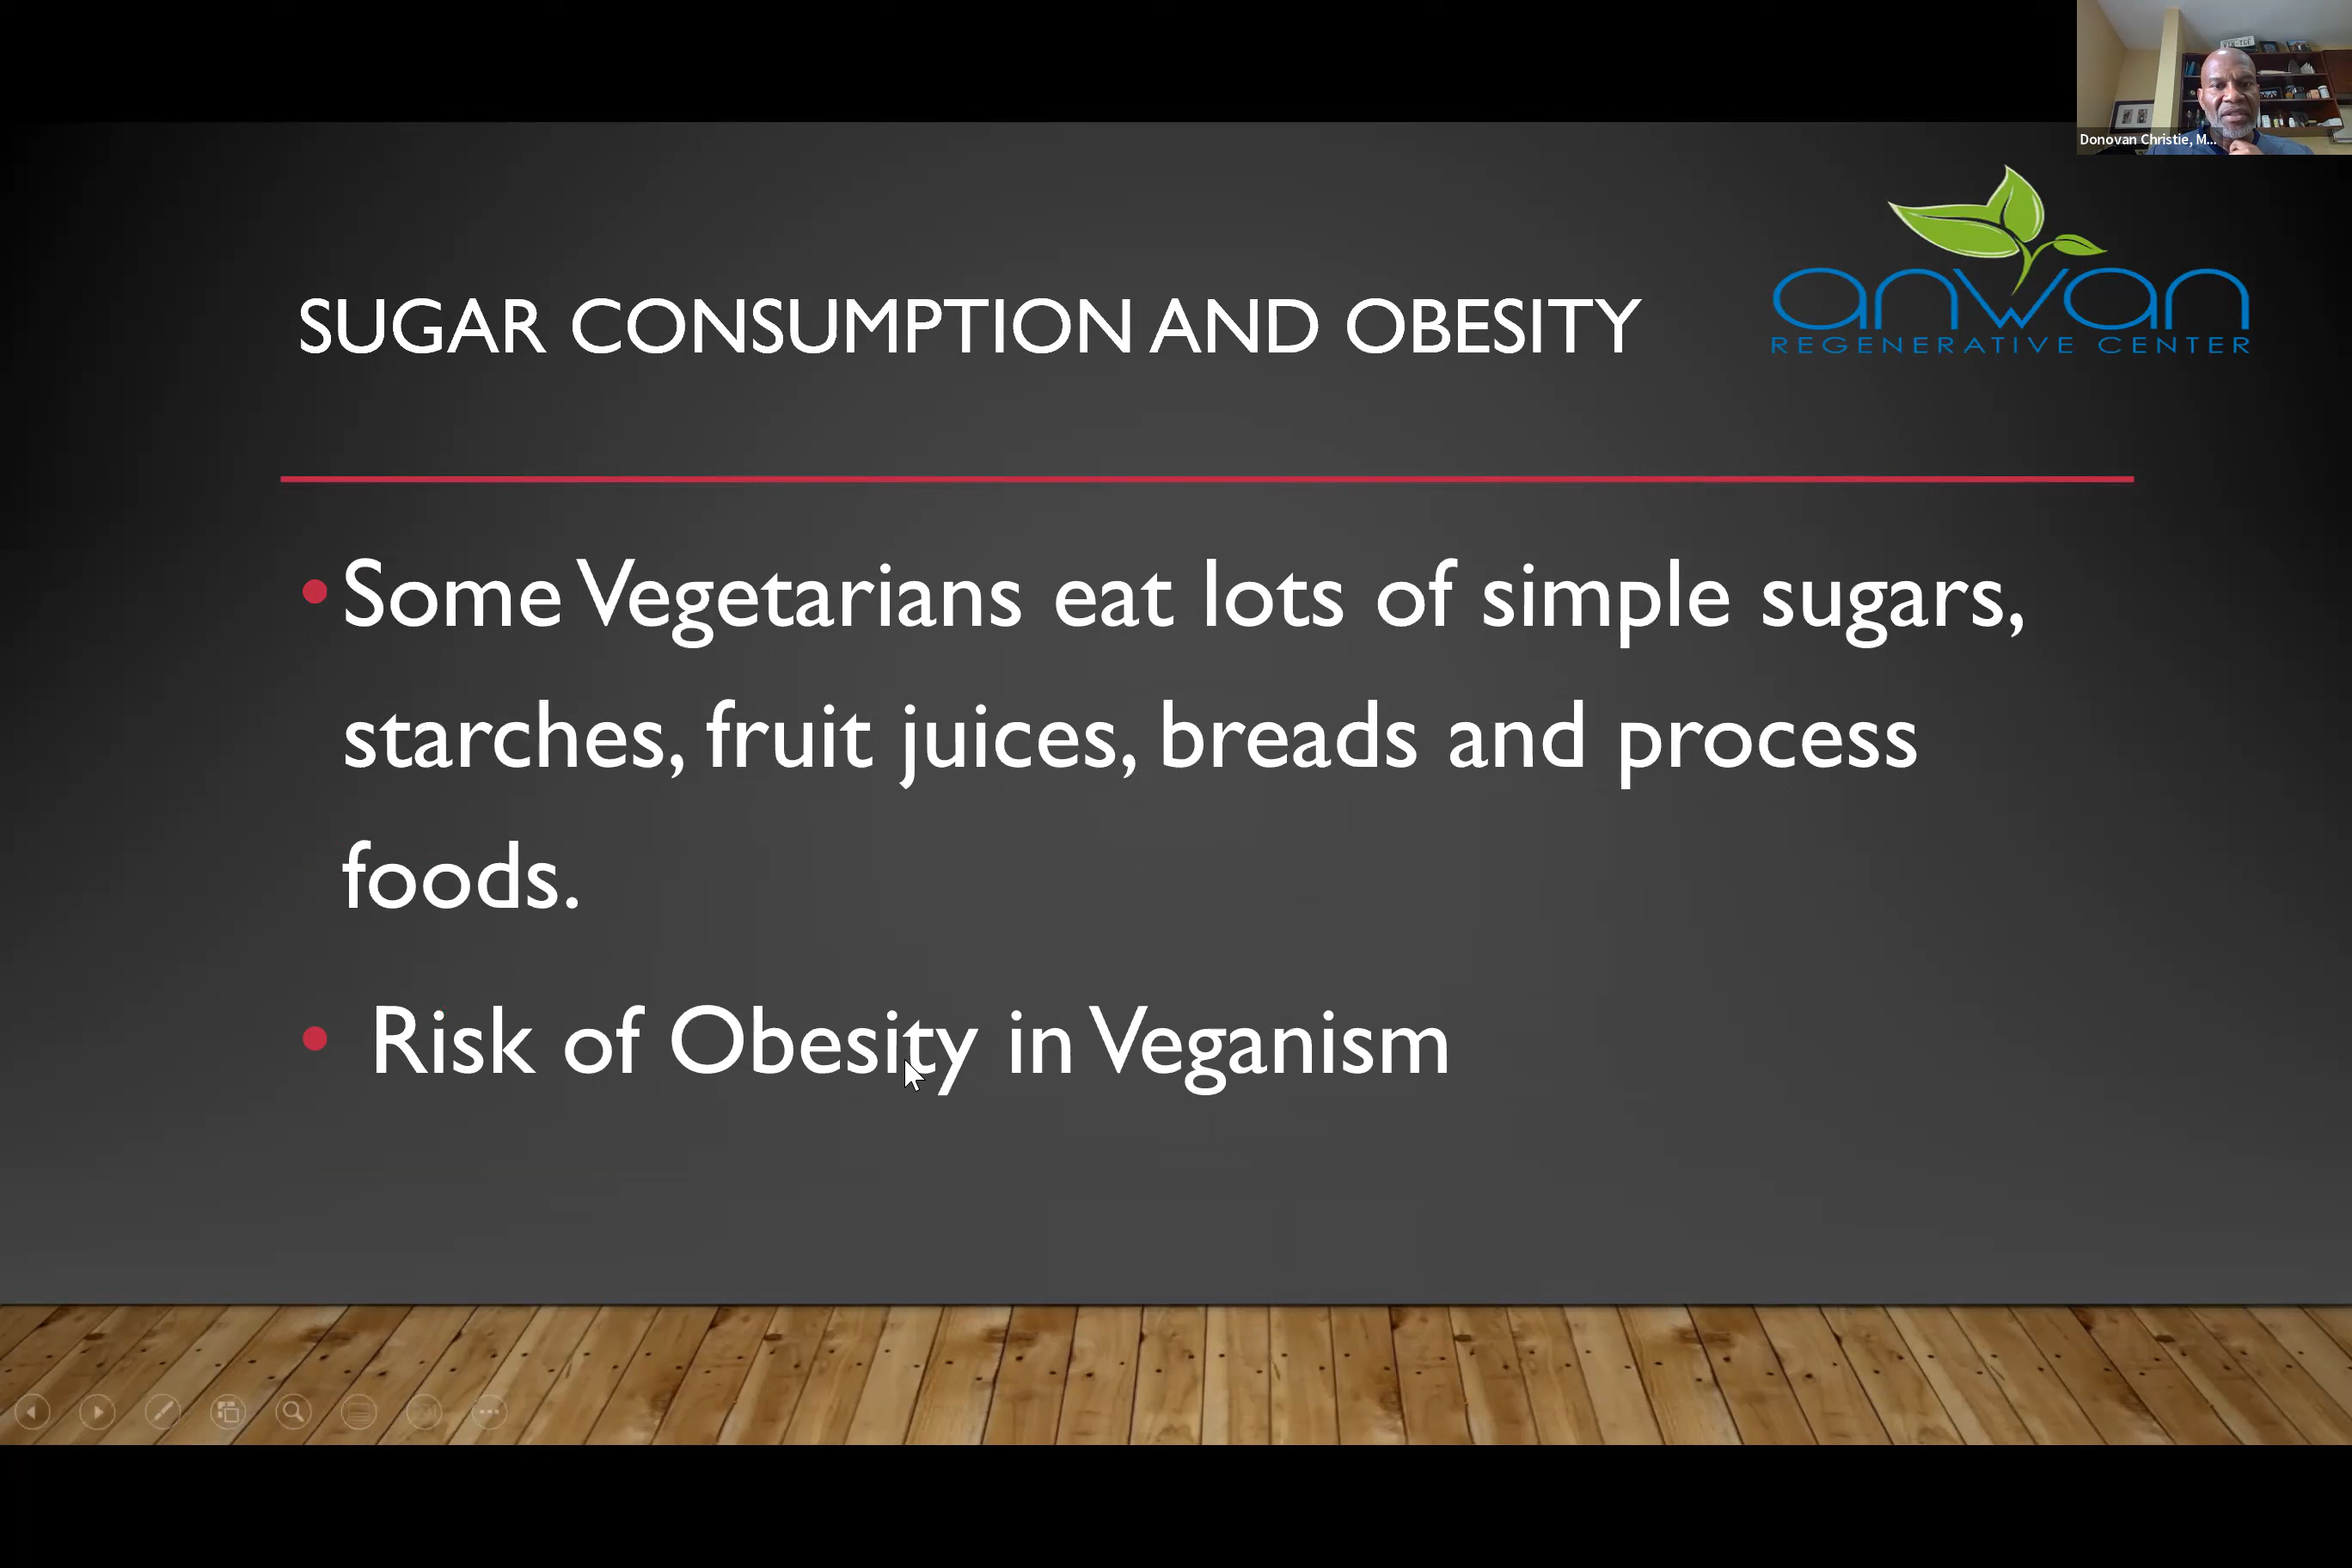 Donovan Christie, M...
anwan
REGENERATIVE CENTER
SUGAR CONSUMPTION AND OBESITY
• Some Vegetarians eat lots of simple sugars,
starches, fruit juices, breads and process
foods.
• Risk of Obesity in Veganism